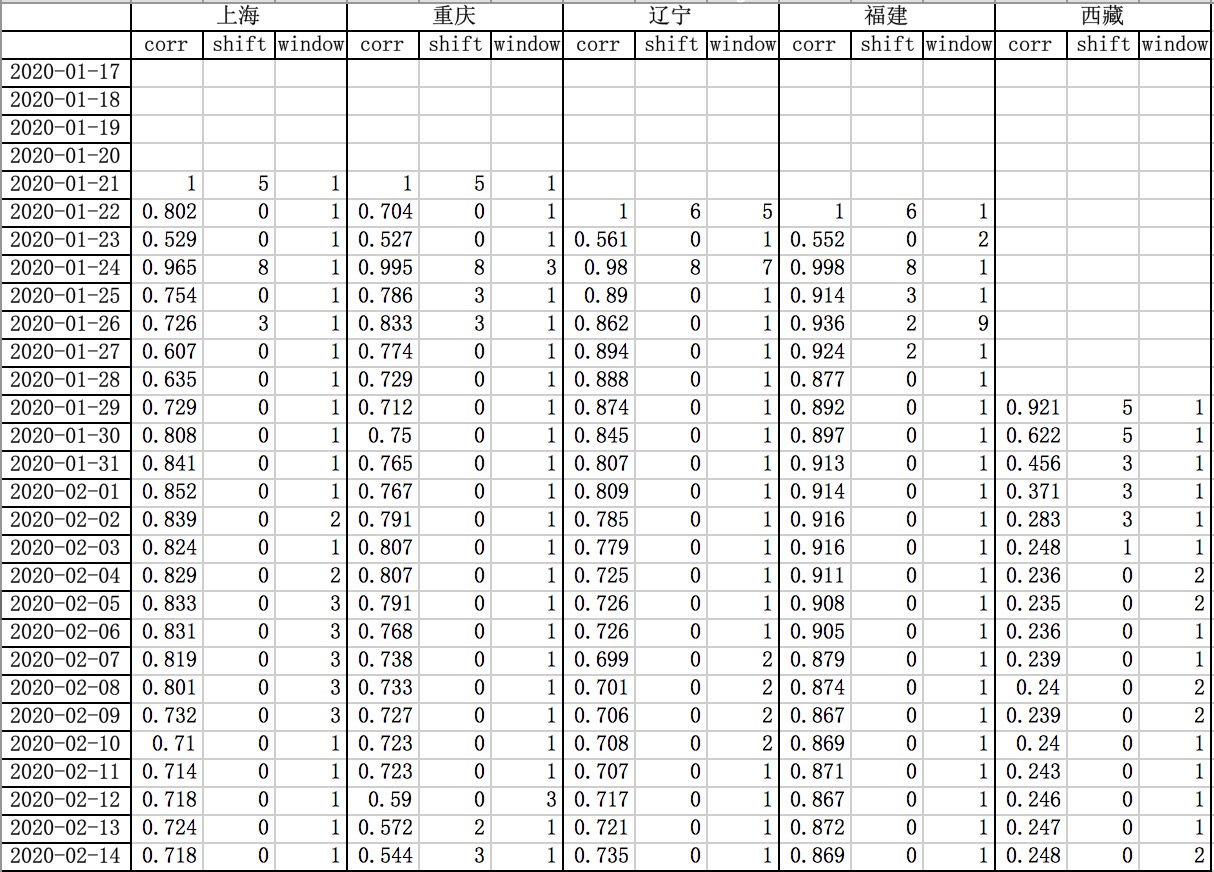 上海 重庆 辽宁 福建 西藏
corr shift window corr shift window corr shift window corr shift window corr shift window
2020-01-17
2020-01-18
2020-01-19
2020-01-20
2020-01-21 1 5 1 1 5 1
2020-01-22 0.802 0 1 0.704 0 1 1 6 5 1 6 1
2020-01-23 0.529 0 1 0.527 0 1 0.561 0 1 0.552 0 2
2020-01-24 0.965 8 1 0.995 8 3 0.98 8 7 0.998 8 1
2020-01-25 0.754 0 1 0.786 3 1 0.89 0 1 0.914 3 1
2020-01-26 0.726 3 1 0.833 3 1 0.862 0 1 0.936 2 9
2020-01-27 0.607 0 1 0.774 0 1 0.894 0 1 0.924 2 1
2020-01-28 0.635 0 1 0.729 0 1 0.888 0 1 0.877 0 1
2020-01-29 0.729 0 1 0.712 0 1 0.874 0 1 0.892 0 1 0.921 5 1
2020-01-30 0.808 0 1 0.75 0 1 0.845 0 1 0.897 0 1 0.622 5 1
2020-01-31 0.841 0 1 0.765 0 1 0.807 0 1 0.913 0 1 0.456 3 1
2020-02-01 0.852 0 1 0.767 0 1 0.809 0 1 0.914 0 1 0.371 3 1
2020-02-02 0.839 0 2 0.791 0 1 0.785 0 1 0.916 0 1 0.283 3 1
2020-02-03 0.824 0 1 0.807 0 1 0.779 0 1 0.916 0 1 0.248 1 1
2020-02-04 0.829 0 2 0.807 0 1 0.725 0 1 0.911 0 1 0.236 0 2
2020-02-05 0.833 0 3 0.791 0 1 0.726 0 1 0.908 0 1 0.235 0 2
2020-02-06 0.831 0 3 0.768 0 1 0.726 0 1 0.905 0 1 0.236 0 1
2020-02-07 0.819 0 3 0.738 0 1 0.699 0 2 0.879 0 1 0.239 0 1
2020-02-08 0.801 0 3 0.733 0 1 0.701 0 2 0.874 0 1 0.24 0 2
2020-02-09 0.732 0 3 0.727 0 1 0.706 0 2 0.867 0 1 0.239 0 2
2020-02-10 0.71 0 1 0.723 0 1 0.708 0 2 0.869 0 1 0.24 0 1
2020-02-11 0.714 0 1 0.723 0 1 0.707 0 1 0.871 0 1 0.243 0 1
2020-02-12 0.718 0 1 0.59 0 3 0.717 0 1 0.867 0 1 0.246 0 1
2020-02-13 0.724 0 1 0.572 2 1 0.721 0 1 0.872 0 1 0.247 0 1
2020-02-14 0.718 0 1 0.544 3 1 0.735 0 1 0.869 0 1 0.248 0 2